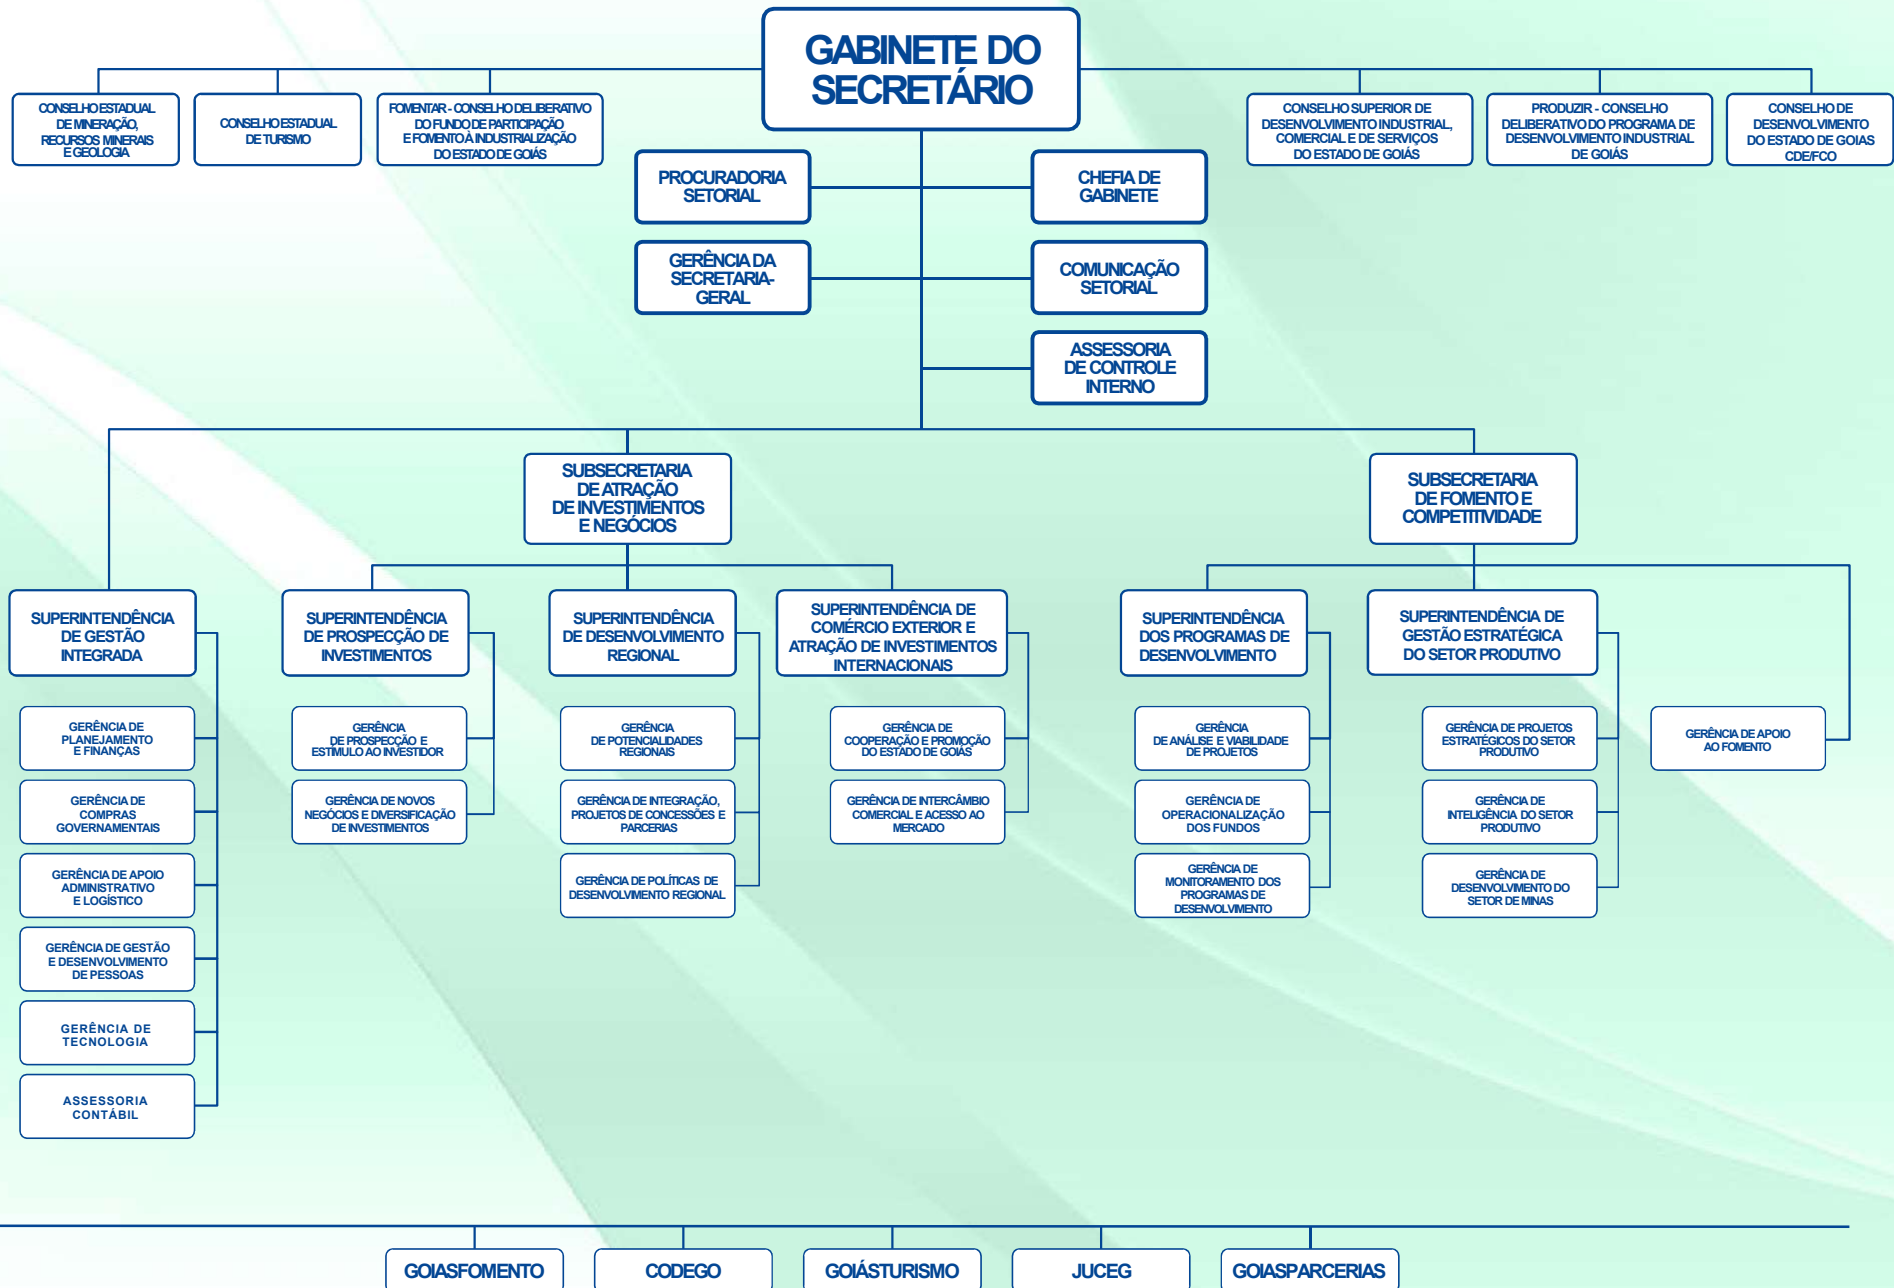 GABINETE DO
SECRETÁRIO
CONSELHO ESTADUAL
DE MINERAÇÃO,
RECURSOS MINERAIS
E GEOLOGIA
CONSELHO ESTADUAL
DE TURISMO
FOMENTAR - CONSELHO DELIBERATIVO
DO FUNDO DE PARTICIPAÇÃO
E FOMENTO À INDUSTRIALIZAÇÃO
DO ESTADO DE GOIÁS
CONSELHO SUPERIOR DE
DESENVOLVIMENTO INDUSTRIAL,
COMERCIAL E DE SERVIÇOS
DO ESTADO DE GOIÁS
PRODUZIR - CONSELHO
DELIBERATIVO DO PROGRAMA DE
DESENVOLVIMENTO INDUSTRIAL
DE GOIÁS
CONSELHO DE
DESENVOLVIMENTO
DO ESTADO DE GOIAS
CDE/FCO
PROCURADORIA
SETORIAL
CHEFIA DE
GABINETE
GERÊNCIA DA
SECRETARIA-
GERAL
COMUNICAÇÃO
SETORIAL
ASSESSORIA
DE CONTROLE
INTERNO
SUBSECRETARIA
DE ATRAÇÃO
DE INVESTIMENTOS
E NEGÓCIOS
SUBSECRETARIA
DE FOMENTO E
COMPETITIVIDADE
SUPERINTENDÊNCIA
DE GESTÃO
INTEGRADA
SUPERINTENDÊNCIA
DE PROSPECÇÃO DE
INVESTIMENTOS
SUPERINTENDÊNCIA
DE DESENVOLVIMENTO
REGIONAL
SUPERINTENDÊNCIA DE
COMÉRCIO EXTERIOR E
ATRAÇÃO DE INVESTIMENTOS
INTERNACIONAIS
SUPERINTENDÊNCIA
DOS PROGRAMAS DE
DESENVOLVIMENTO
SUPERINTENDÊNCIA DE
GESTÃO ESTRATÉGICA
DO SETOR PRODUTIVO
GERÊNCIA DE
PLANEJAMENTO
E FINANÇAS
GERÊNCIA
DE PROSPECÇÃO E
ESTÍMULO AO INVESTIDOR
GERÊNCIA
DE POTENCIALIDADES
REGIONAIS
GERÊNCIA DE
COOPERAÇÃO E PROMOÇÃO
DO ESTADO DE GOIÁS
GERÊNCIA
DE ANÁLISE E VIABILIDADE
DE PROJETOS
GERÊNCIA DE PROJETOS
ESTRATÉGICOS DO SETOR
PRODUTIVO
GERÊNCIA DE APOIO
AO FOMENTO
GERÊNCIA DE
COMPRAS
GOVERNAMENTAIS
GERÊNCIA DE NOVOS
NEGÓCIOS E DIVERSIFICAÇÃO
DE INVESTIMENTOS
GERÊNCIA DE INTEGRAÇÃO,
PROJETOS DE CONCESSÕES E
PARCERIAS
GERÊNCIA DE INTERCÂMBIO
COMERCIAL E ACESSO AO
MERCADO
GERÊNCIA DE
OPERACIONALIZAÇÃO
DOS FUNDOS
GERÊNCIA DE
INTELIGÊNCIA DO SETOR
PRODUTIVO
GERÊNCIA DE APOIO
ADMINISTRATIVO
E LOGÍSTICO
GERÊNCIA DE POLÍTICAS DE
DESENVOLVIMENTO REGIONAL
GERÊNCIA DE
MONITORAMENTO DOS
PROGRAMAS DE
DESENVOLVIMENTO
GERÊNCIA DE
DESENVOLVIMENTO DO
SETOR DE MINAS
GERÊNCIA DE GESTÃO
E DESENVOLVIMENTO
DE PESSOAS
GERÊNCIA DE
TECNOLOGIA
ASSESSORIA
CONTÁBIL
GOIASFOMENTO
CODEGO
GOIÁSTURISMO
JUCEG
GOIASPARCERIAS